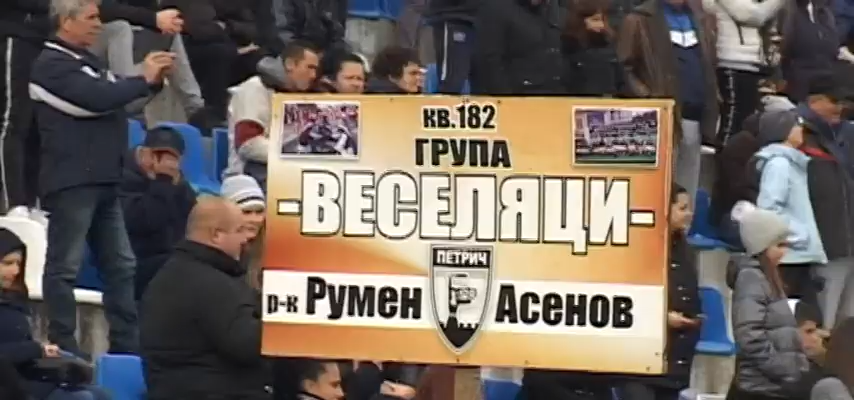 кв.182
ГРУПА
-ВЕСЕЛЯЦИ-
ПЕТРИЧ
р-к Румен Асенов